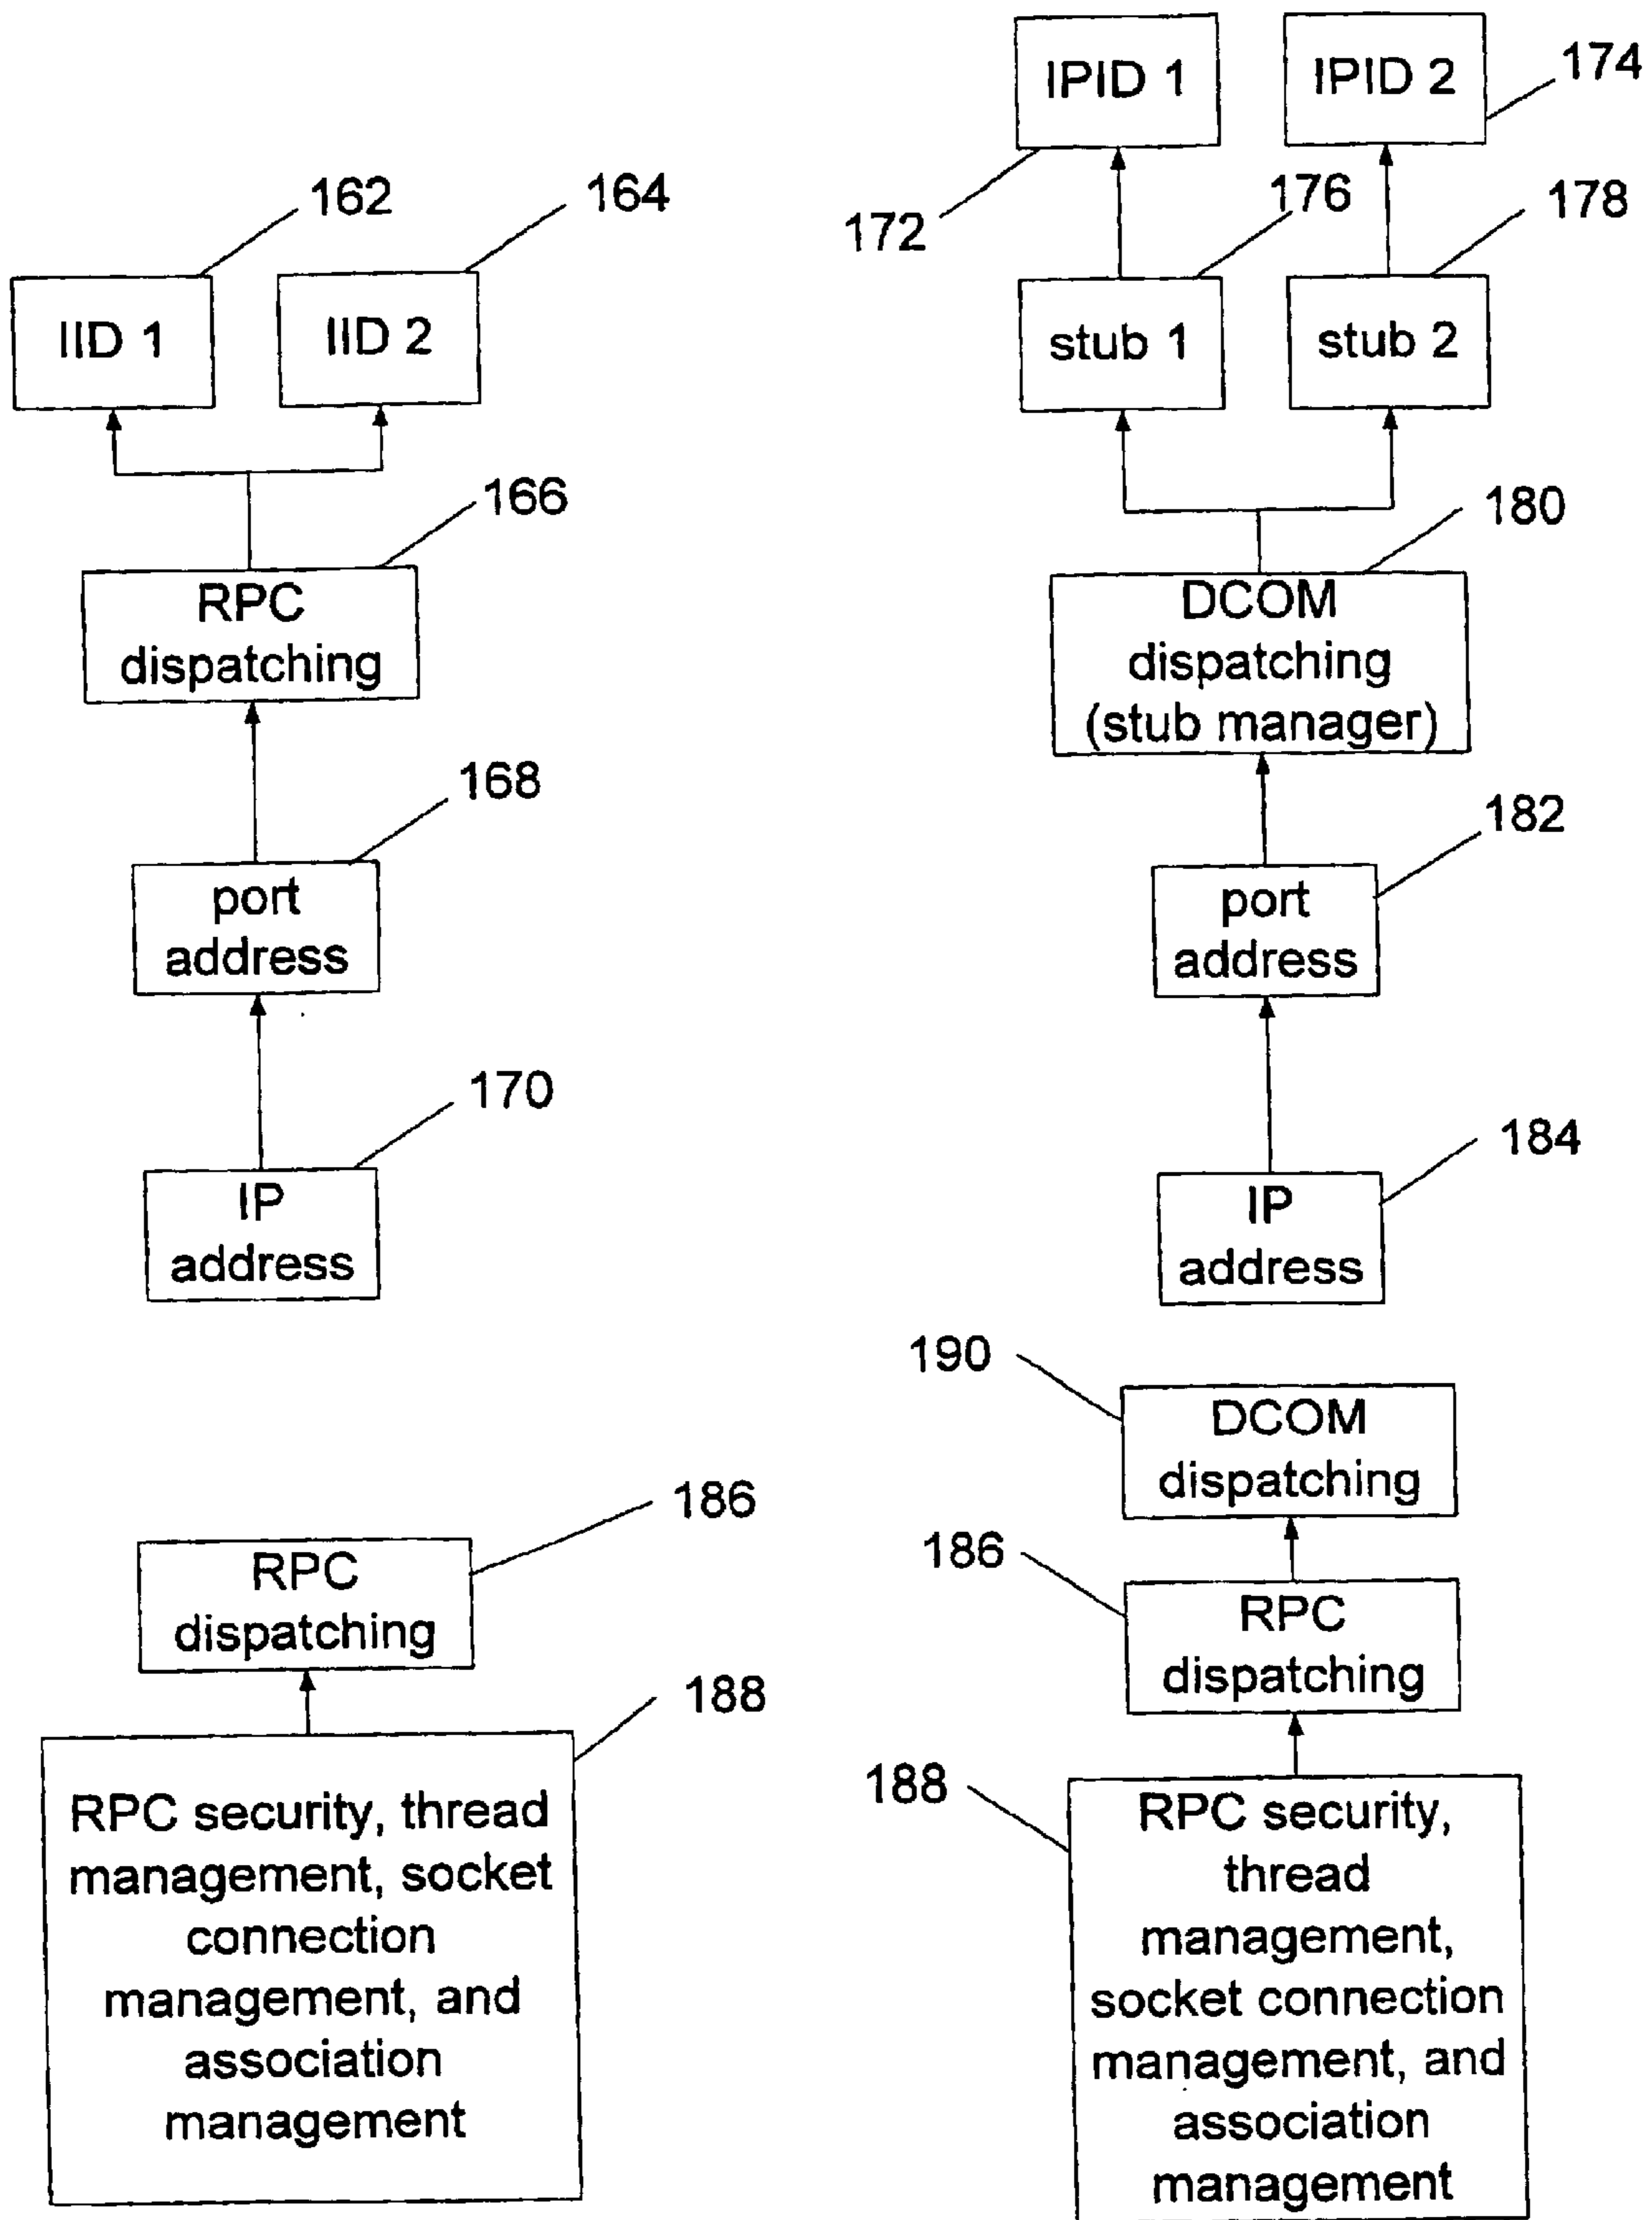 162
164
IID 1
IID 2
166
RPC
dispatching
168
port
address
170
IP
address
IPID 1
IPID 2
174
172
176
178
stub 1
stub 2
180
DCOM
dispatching
(stub manager)
182
port
address
184
IP
address
186
RPC
dispatching
188
RPC security, thread
management, socket
connection
management, and
association
management
190
DCOM
dispatching
186
RPC
dispatching
188
RPC security,
thread
management,
socket connection
management, and
association
management